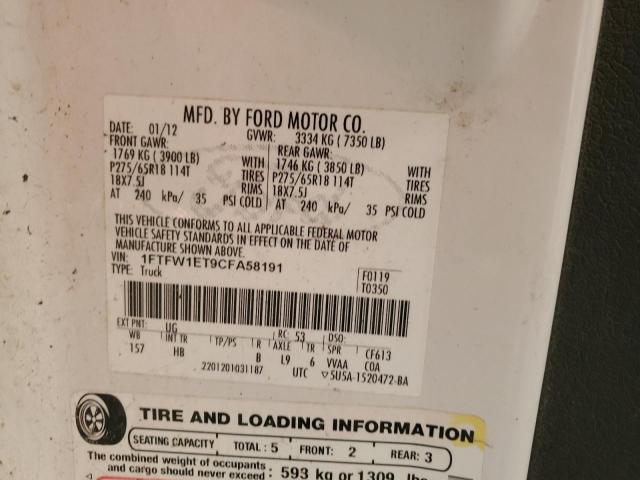 MFD. BY FORD MOTOR CO.
DATE: 01/12 GVWR: 3334 KG ( 7350 LB)
FRONT GAWR: REAR GAWR:
1769 KG ( 3900 LB) WITH 1746 KG ( 3850 LB) WITH
P275/65R18 114T TIRES P275/65R18 114T TIRES
18X7.5J RIMS 18X7.5J RIMS
AT 240 kPa/ 35 PSI COLD AT 240 kPa/ 35 PSI COLD
THIS VEHICLE CONFORMS TO ALL APPLICABLE FEDERAL MOTOR
VEHICLE SAFETY STANDARDS IN EFFECT ON THE DATE OF
MANUFACTURE SHOWN ABOVE.
VIN: 1FTFW1ET9CFA58191 F0119
TYPE: Truck T0350
EXT PNT: UG RC: 53 DSO:
WB INT TR TP/PS R AXLE TR SPR CF613
157 HB B L9 6 VVAA COA
2201201031187 UTC ▽5U5A-1520472-BA
TIRE AND LOADING INFORMATION
SEATING CAPACITY TOTAL : 5 FRONT: 2 REAR: 3
The combined weight of occupants
and cargo should never exceed : 593 kg or 1309 lbs